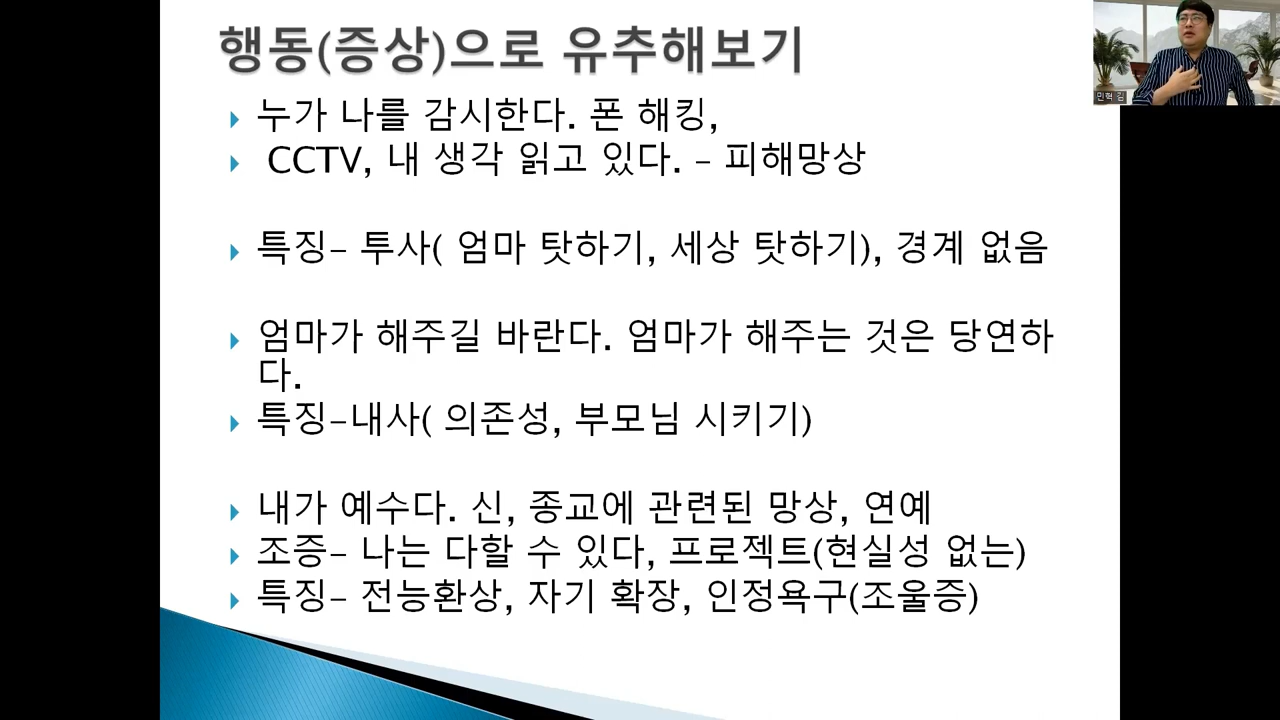 행동(증상)으로 유추해보기
누가 나를 감시한다. 폰 해킹,
CCTV, 내 생각 읽고 있다. – 피해망상
특징– 투사( 엄마 탓하기, 세상 탓하기), 경계 없음
엄마가 해주길 바란다. 엄마가 해주는 것은 당연하
다.
특징–내사( 의존성, 부모님 시키기)
내가 예수다. 신, 종교에 관련된 망상, 연예
조증– 나는 다할 수 있다, 프로젝트(현실성 없는)
특징– 전능환상, 자기 확장, 인정욕구(조울증)
민혁 김